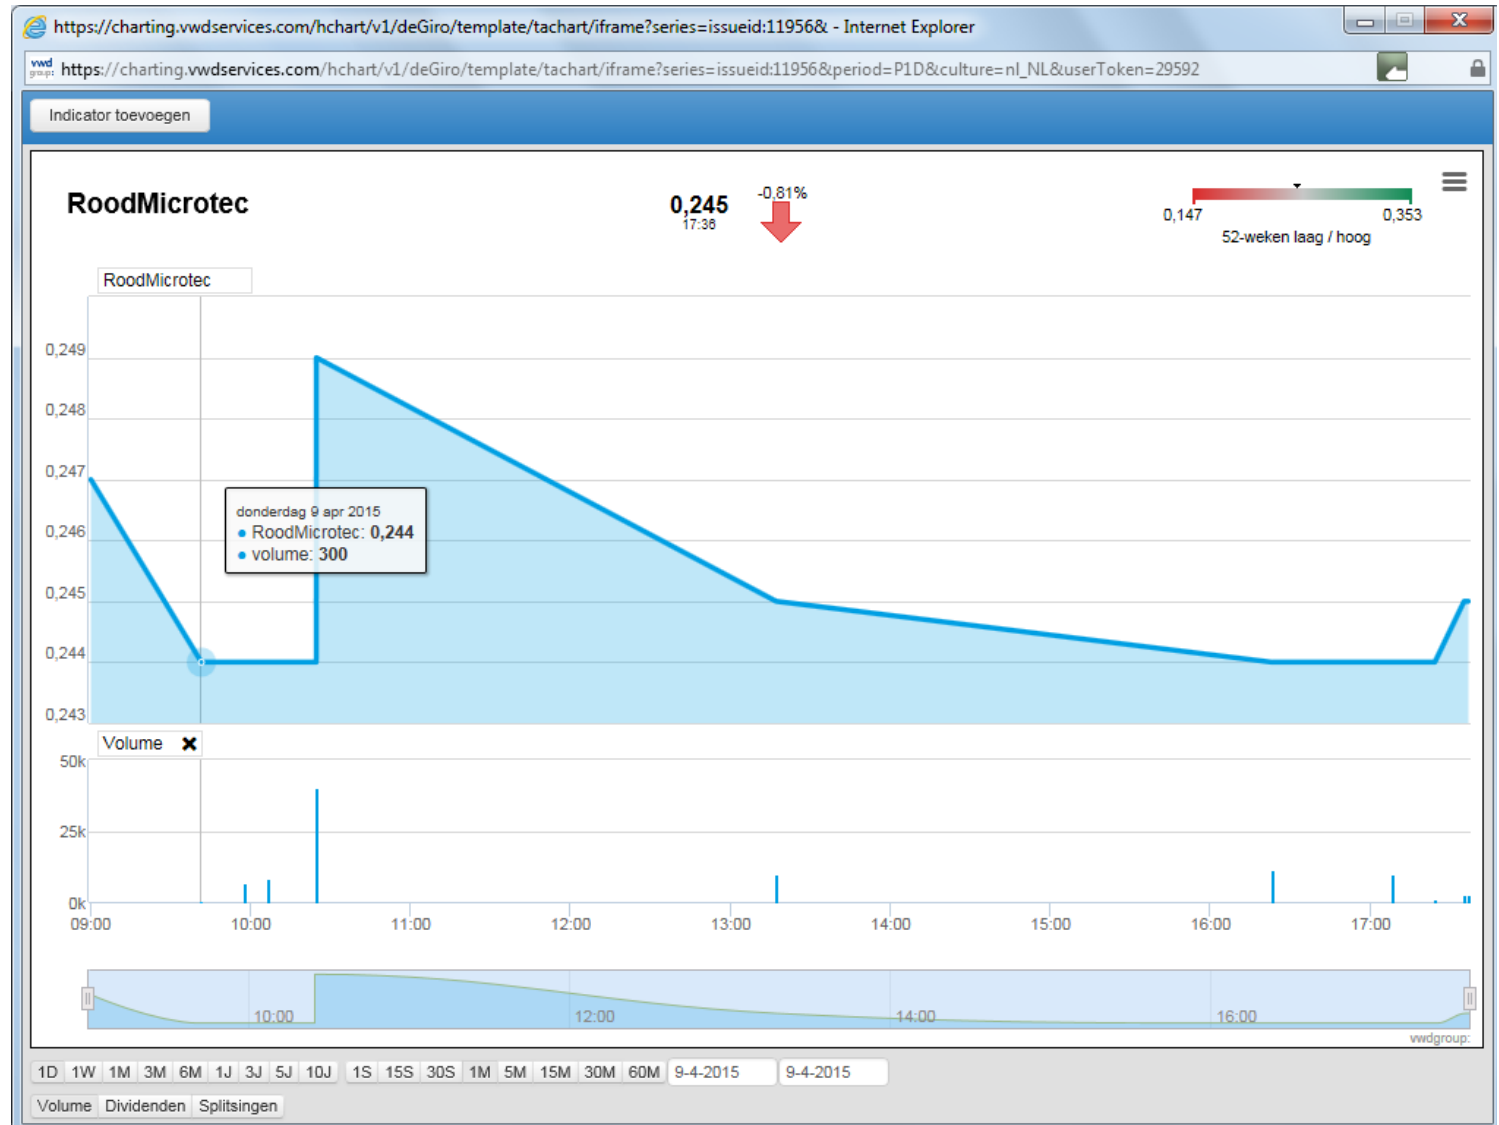 https://charting.vwdservices.com/hchart/v1/deGiro/template/tachart/iframe?series=issueid:11956& - Internet Explorer
vwd group: https://charting.vwdservices.com/hchart/v1/deGiro/template/tachart/iframe?series=issueid:11956&period=P1D&culture=nl_NL&userToken=29592
Indicator toevoegen
RoodMicrotec
0,245
17:36
-0,81%
0,147 0,353
52-weken laag / hoog
RoodMicrotec
0,249
0,248
0,247
0,246
0,245
0,244
0,243
donderdag 9 apr 2015
RoodMicrotec: 0,244
volume: 300
Volume
50k
25k
0k
09:00 10:00 11:00 12:00 13:00 14:00 15:00 16:00 17:00
10:00 12:00 14:00 16:00
vwdgroup:
1D 1W 1M 3M 6M 1J 3J 5J 10J 1S 15S 30S 1M 5M 15M 30M 60M 9-4-2015 9-4-2015
Volume Dividenden Splitsingen